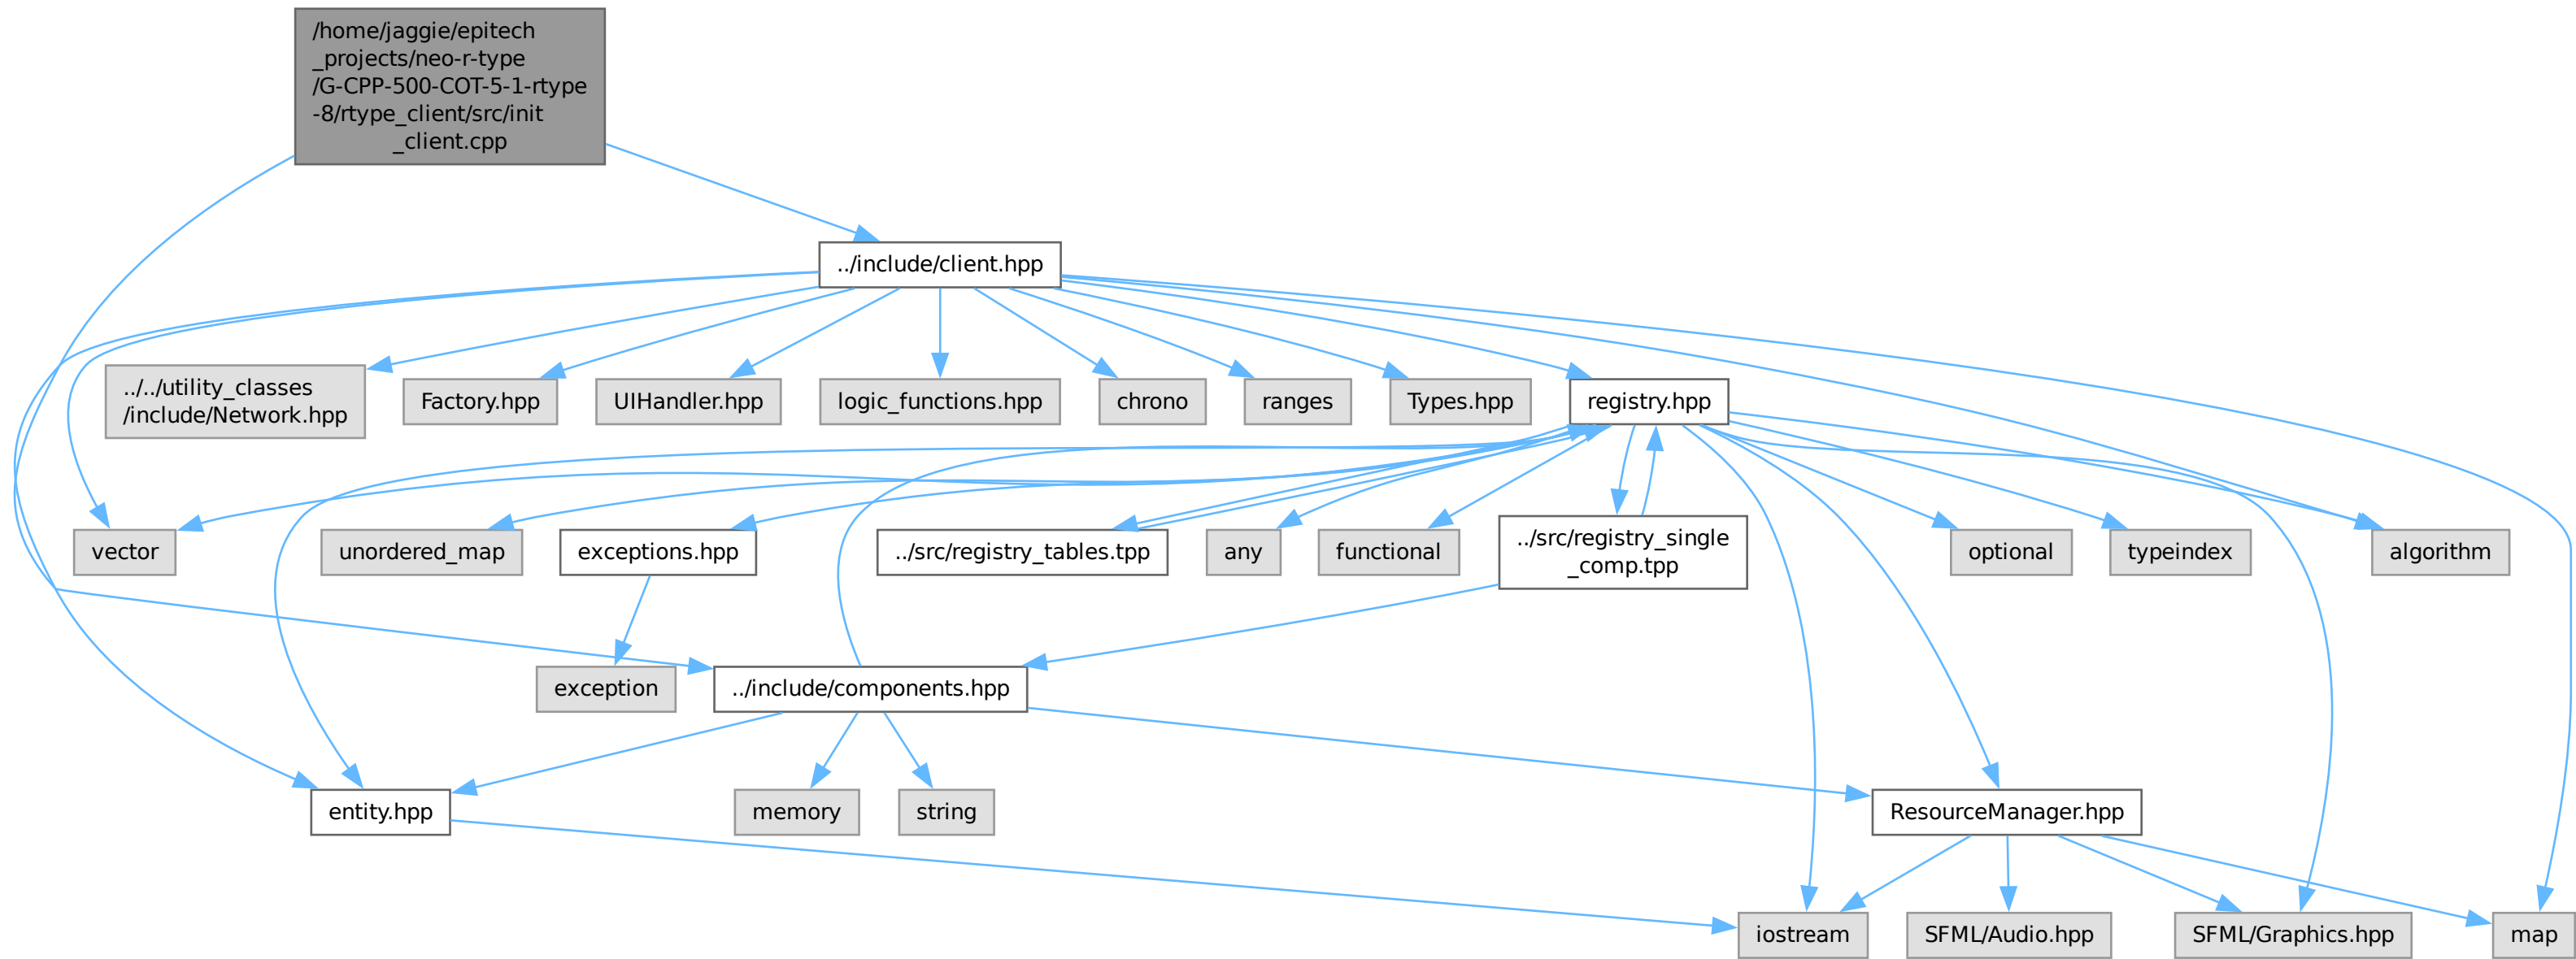 /home/jaggie/epitech
_projects/neo-r-type
/G-CPP-500-COT-5-1-rtype
-8/rtype_client/src/init
_client.cpp
../include/client.hpp
../../utility_classes
/include/Network.hpp
Factory.hpp
UIHandler.hpp
logic_functions.hpp
chrono
ranges
Types.hpp
registry.hpp
vector
unordered_map
exceptions.hpp
../src/registry_tables.tpp
any
functional
../src/registry_single
_comp.tpp
optional
typeindex
algorithm
exception
../include/components.hpp
entity.hpp
memory
string
ResourceManager.hpp
iostream
SFML/Audio.hpp
SFML/Graphics.hpp
map